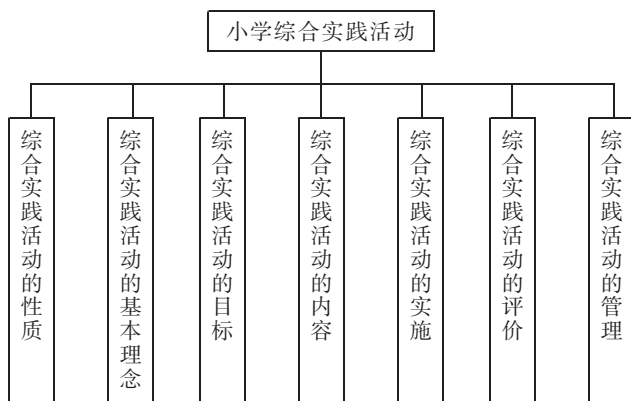 小学综合实践活动
综合实践活动的性质
综合实践活动的基本理念
综合实践活动的目标
综合实践活动的内容
综合实践活动的实施
综合实践活动的评价
综合实践活动的管理